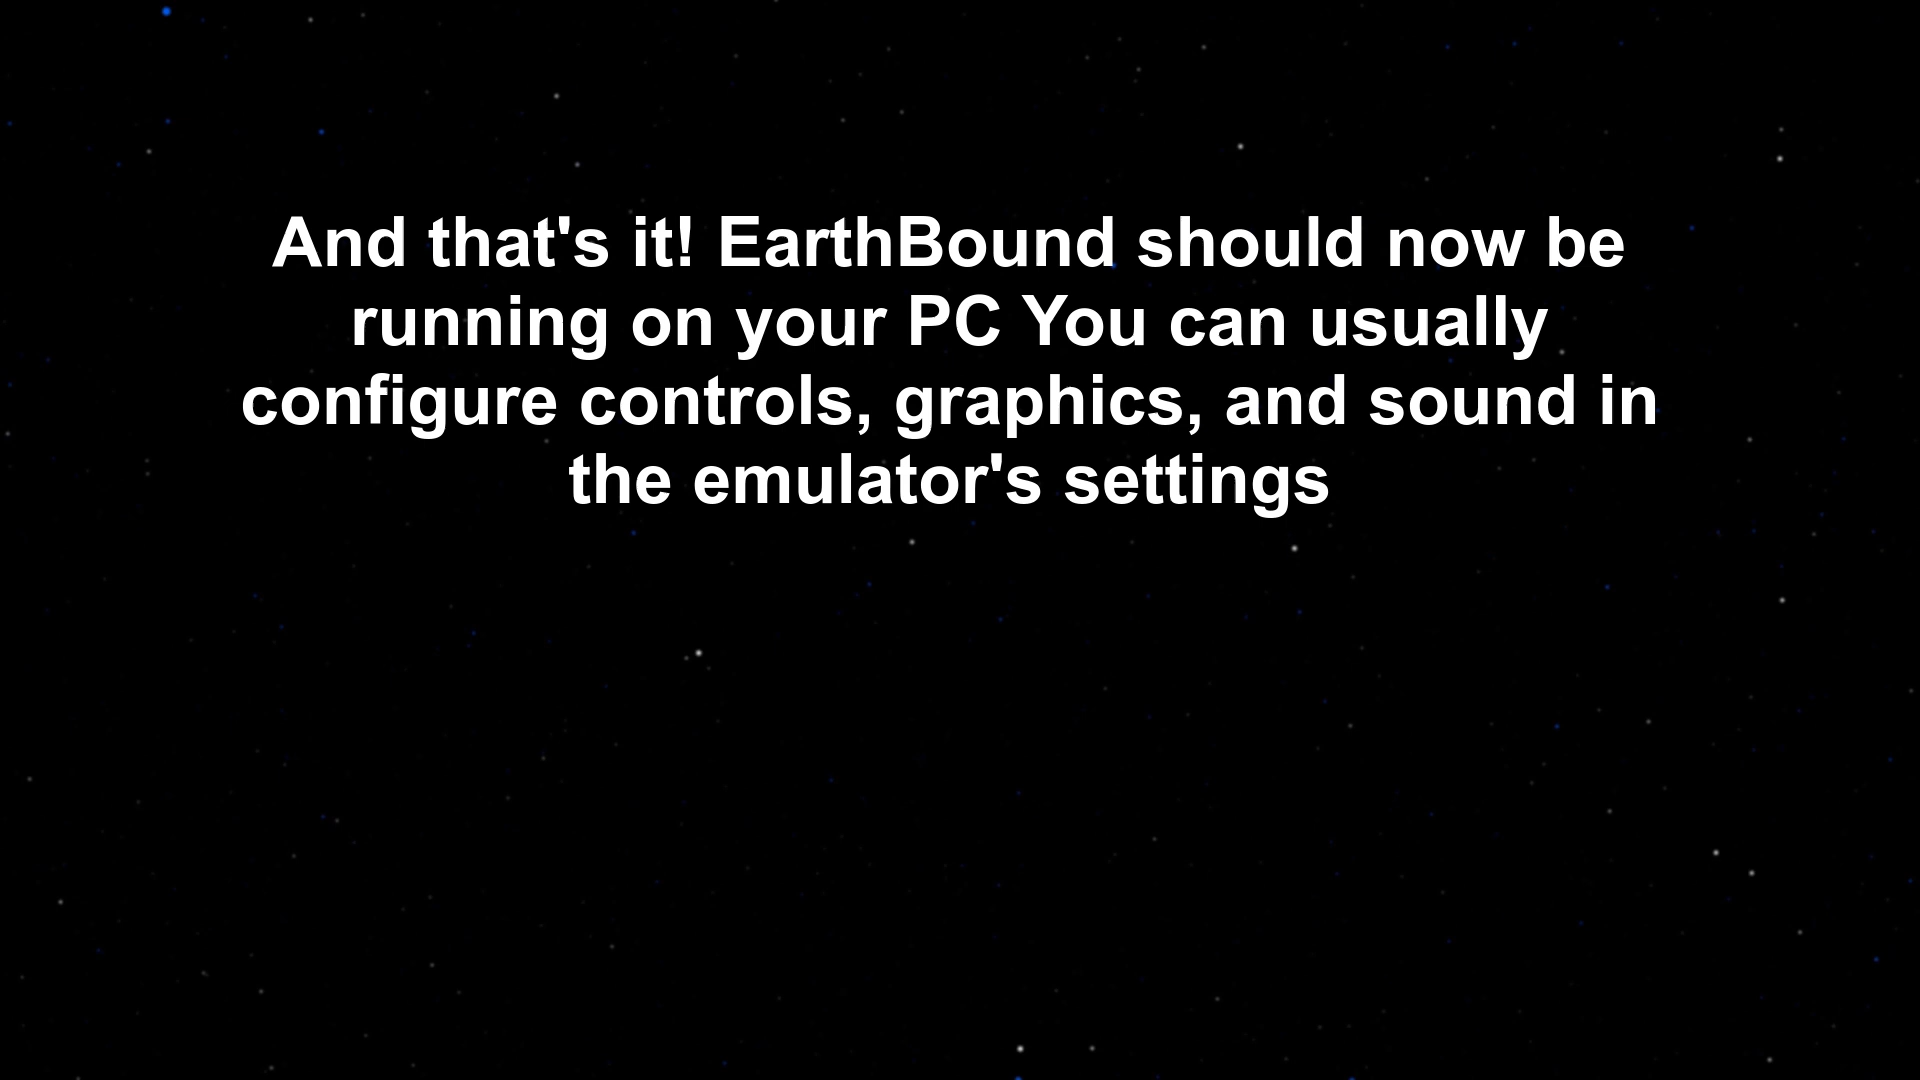 And that's it! EarthBound should now be
running on your PC You can usually
configure controls, graphics, and sound in
the emulator's settings